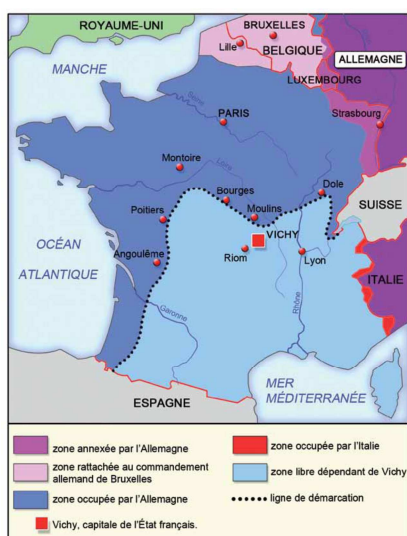 ROYAUME-UNI
BRUXELLES
Lille
BELGIQUE
ALLEMAGNE
MANCHE
LUXEMBOURG
Seine
PARIS
Strasbourg
Montoire
Loire
Bourges
Dole
Moulins
SUISSE
Poitiers
VICHY
OCÉAN
ATLANTIQUE
Riom
Lyon
Angoulême
ITALIE
Garonne
Rhône
MER
MÉDITERRANÉE
ESPAGNE
zone annexée par l'Allemagne
zone occupée par l'Italie
zone rattachée au commandement
allemand de Bruxelles
zone libre dépendant de Vichy
zone occupée par l'Allemagne
ligne de démarcation
Vichy, capitale de l'État français.